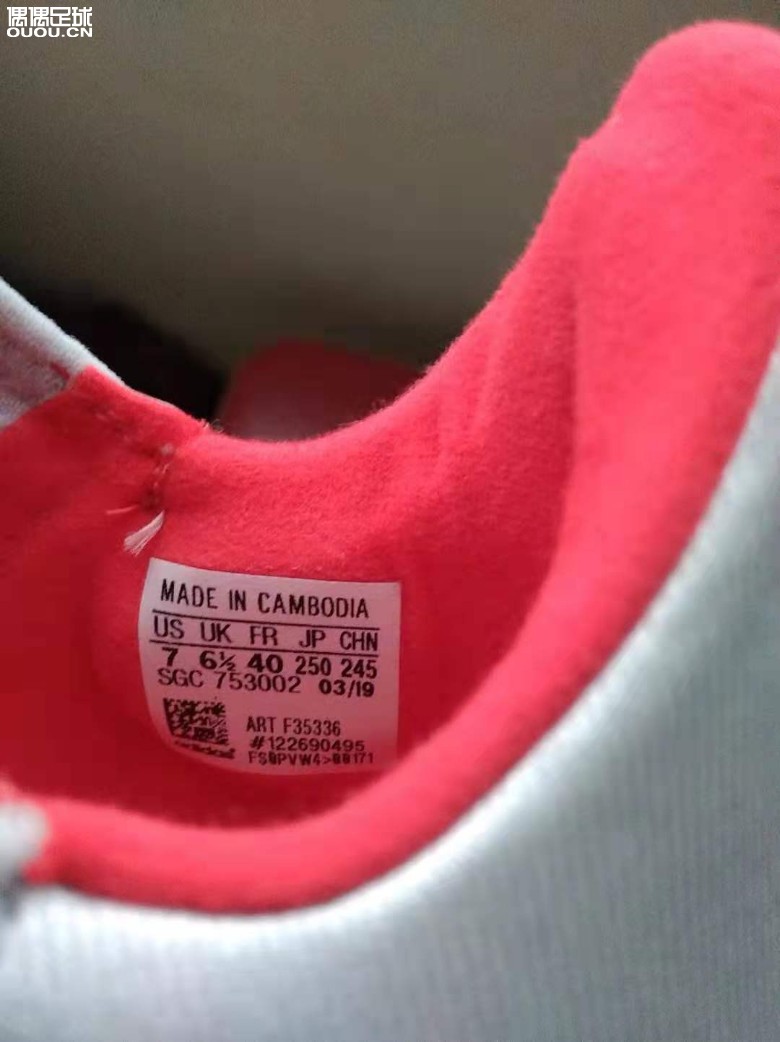 偶偶足球
OUOU.CN
MADE IN CAMBODIA
US UK FR JP CHN
7 6½ 40 250 245
SGC 753002 03/19
ART F35336
#122690495
adidas